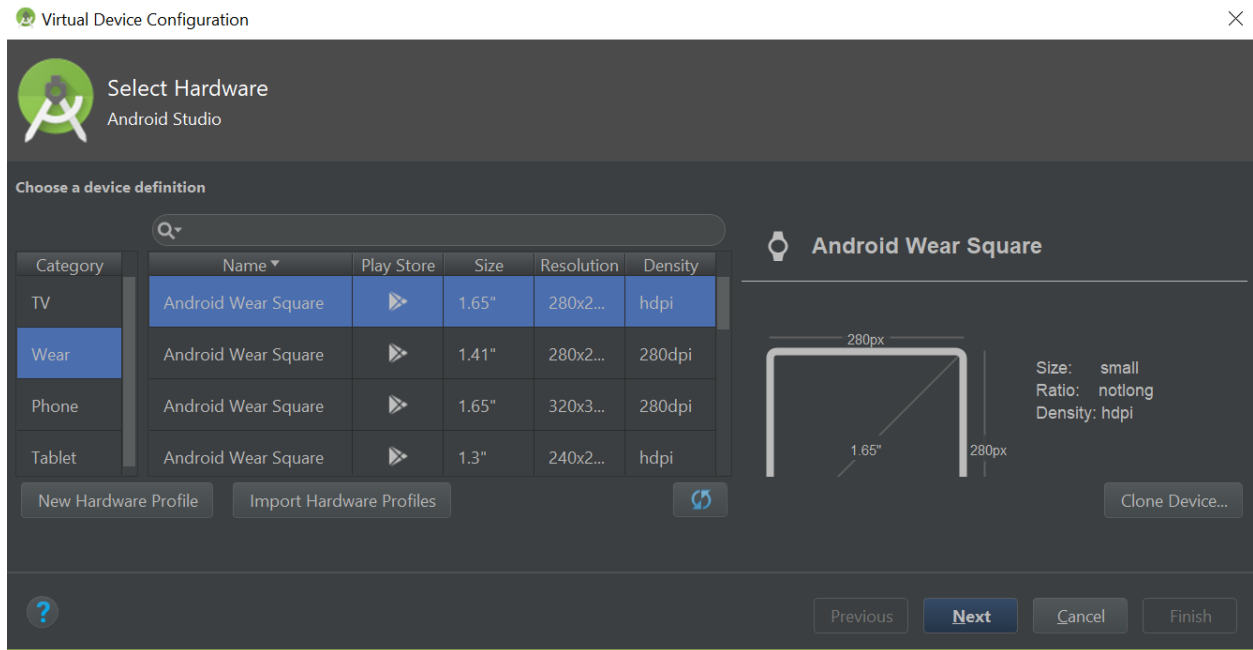 Virtual Device Configuration
Select Hardware
Android Studio
Choose a device definition
Category
TV
Wear
Phone
Tablet
Name Play Store Size Resolution Density
Android Wear Square 1.65" 280x2... hdpi
Android Wear Square 1.41" 280x2... 280dpi
Android Wear Square 1.65" 320x3... 280dpi
Android Wear Square 1.3" 240x2... hdpi
New Hardware Profile Import Hardware Profiles
Android Wear Square
280px
1.65"
280px
Size: small
Ratio: notlong
Density: hdpi
Clone Device...
?
Previous Next Cancel Finish